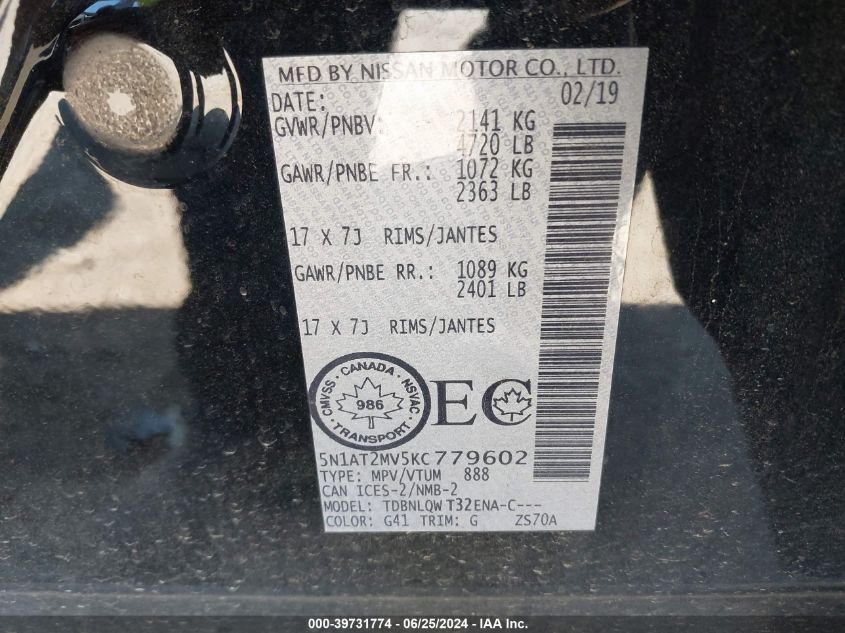 MFD BY NISSAN MOTOR CO., LTD.
DATE: 02/19
GVWR/PNBV: 2141 KG
4720 LB
GAWR/PNBE FR.: 1072 KG
2363 LB
17 X 7J RIMS/JANTES
GAWR/PNBE RR.: 1089 KG
2401 LB
17 X 7J RIMS/JANTES
CMVSS · CANADA · NSVAC
986
TRANSPORT
EC
5N1AT2MV5KC779602
TYPE: MPV/VTUM 888
CAN ICES-2/NMB-2
MODEL: TDBNLQW T32ENA-C---
COLOR: G41 TRIM: G ZS70A
000-39731774 - 06/25/2024 - © IAA, Inc.